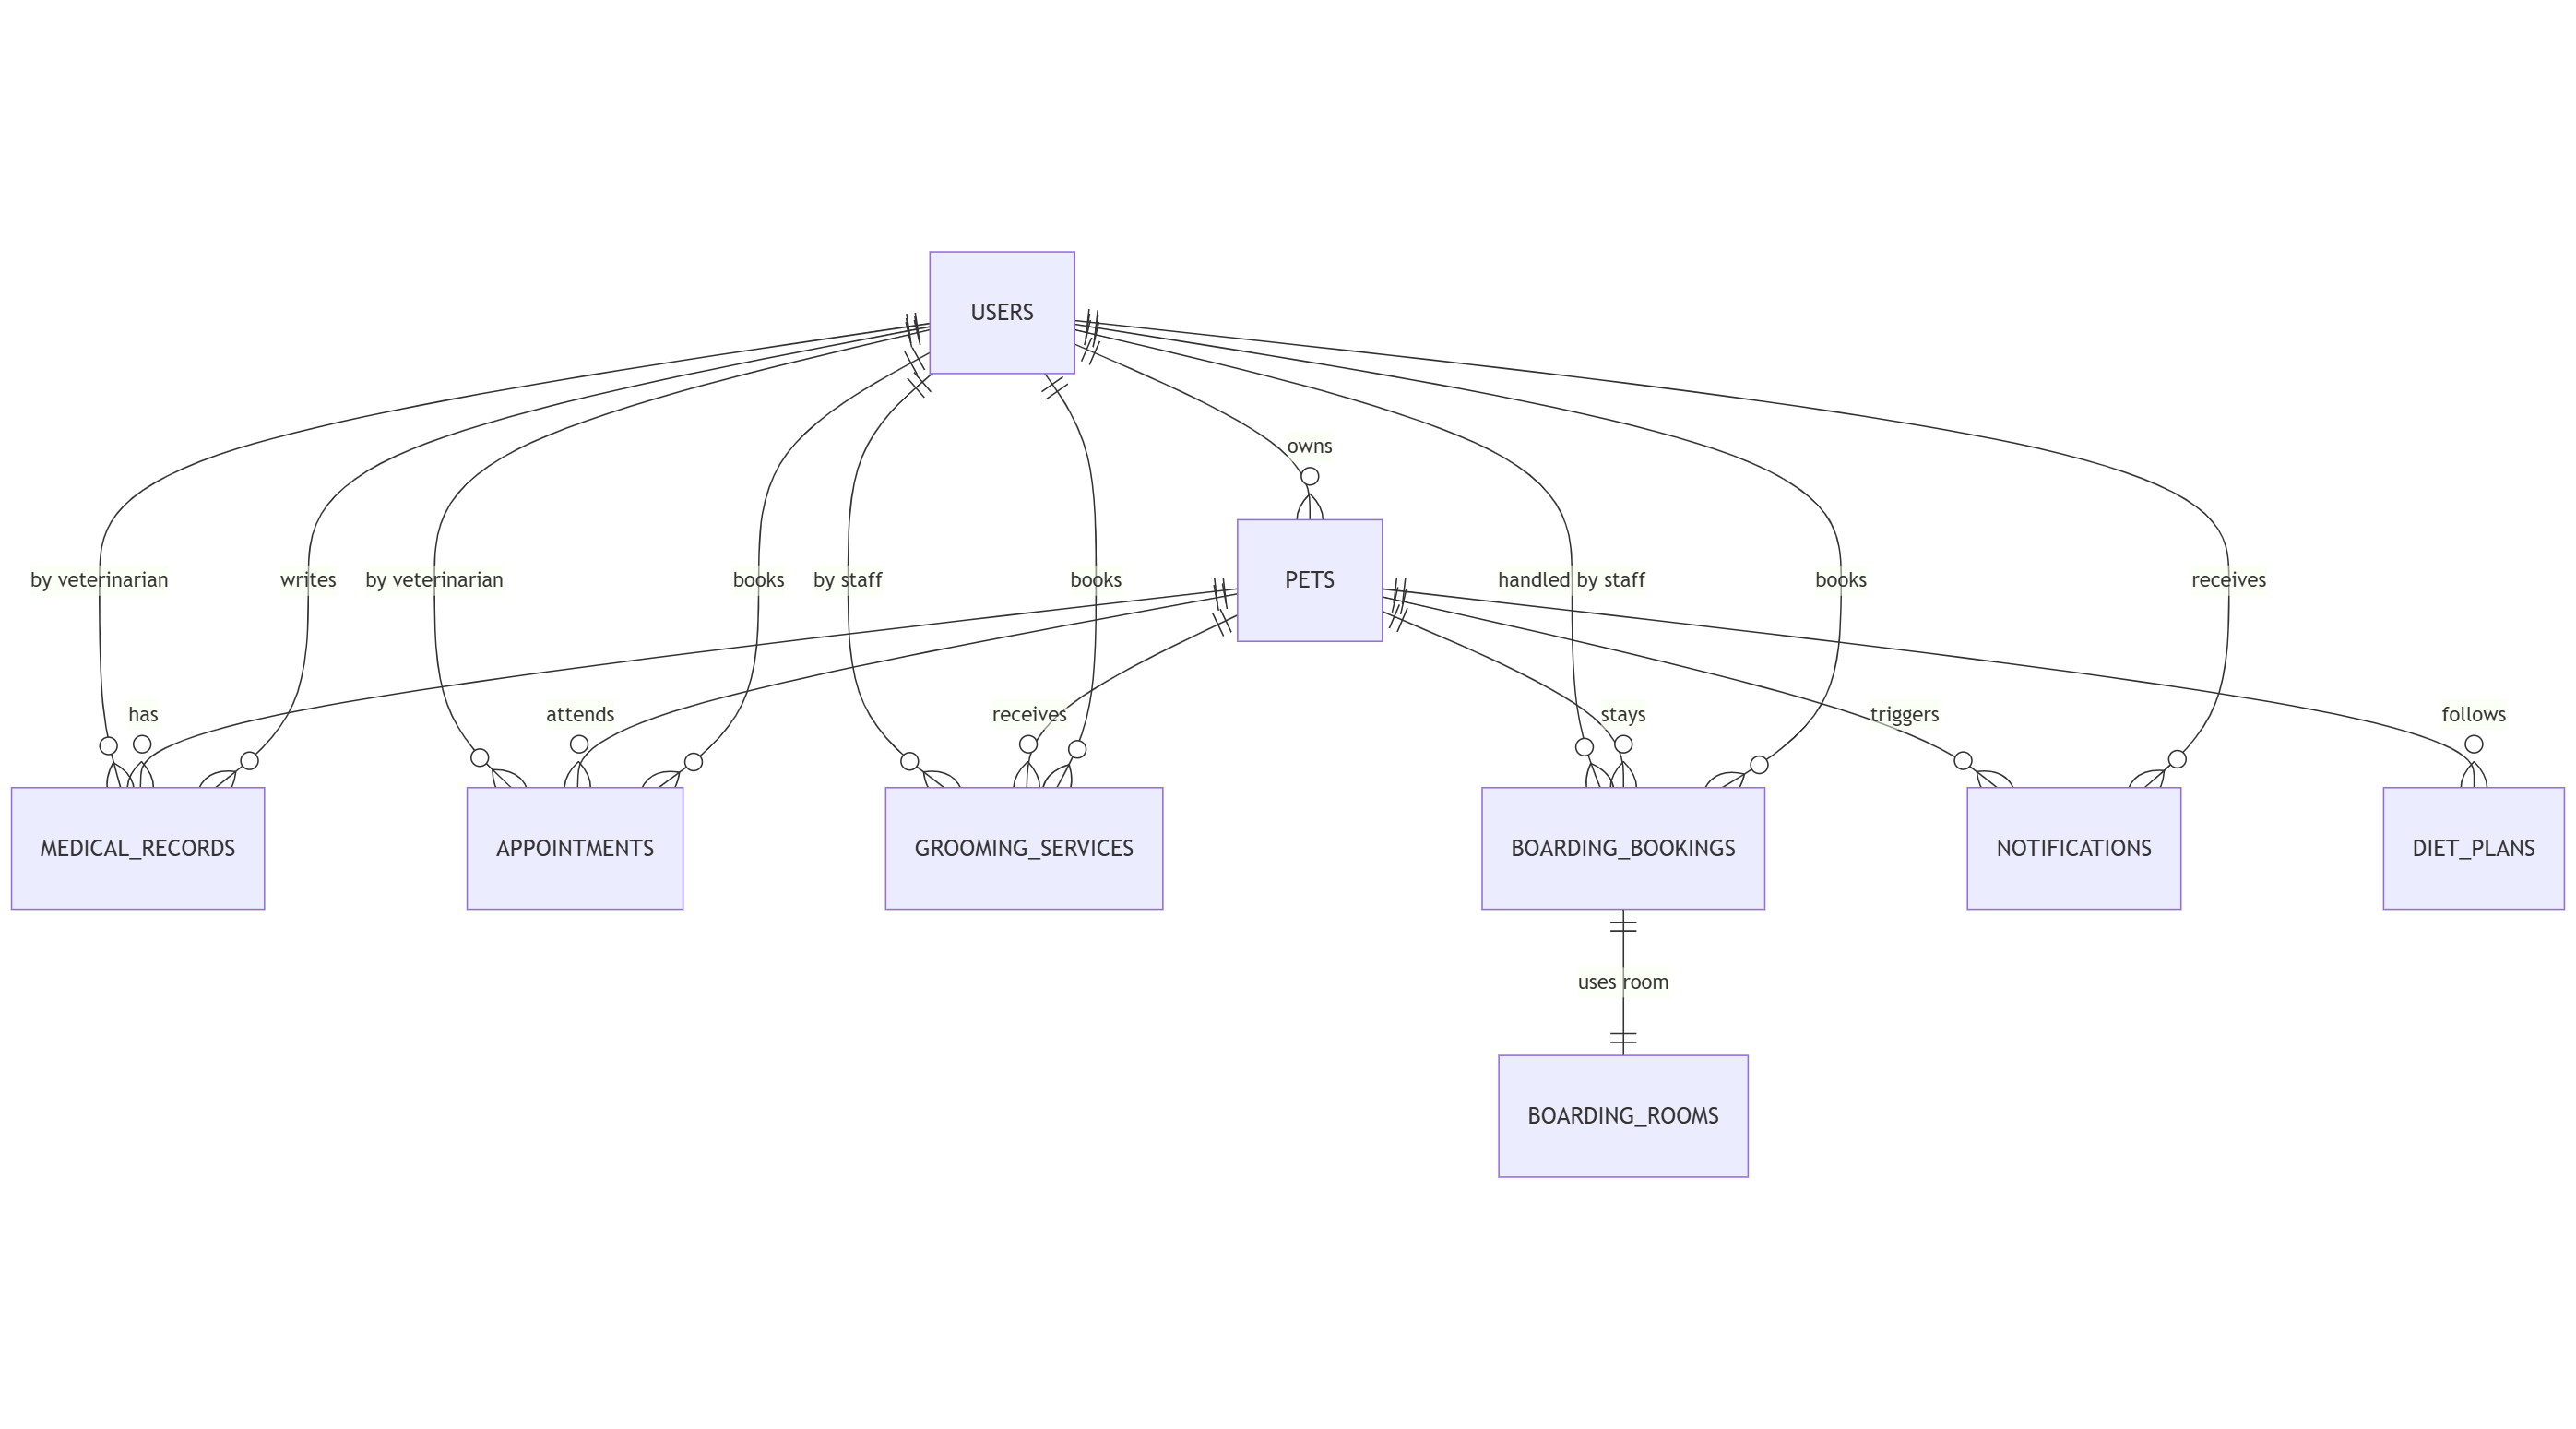 USERS
owns
by veterinarian
writes
by veterinarian
books
by staff
books
PETS
handled by staff
books
receives
has
attends
receives
stays
triggers
follows
MEDICAL_RECORDS
APPOINTMENTS
GROOMING_SERVICES
BOARDING_BOOKINGS
NOTIFICATIONS
DIET_PLANS
uses room
BOARDING_ROOMS